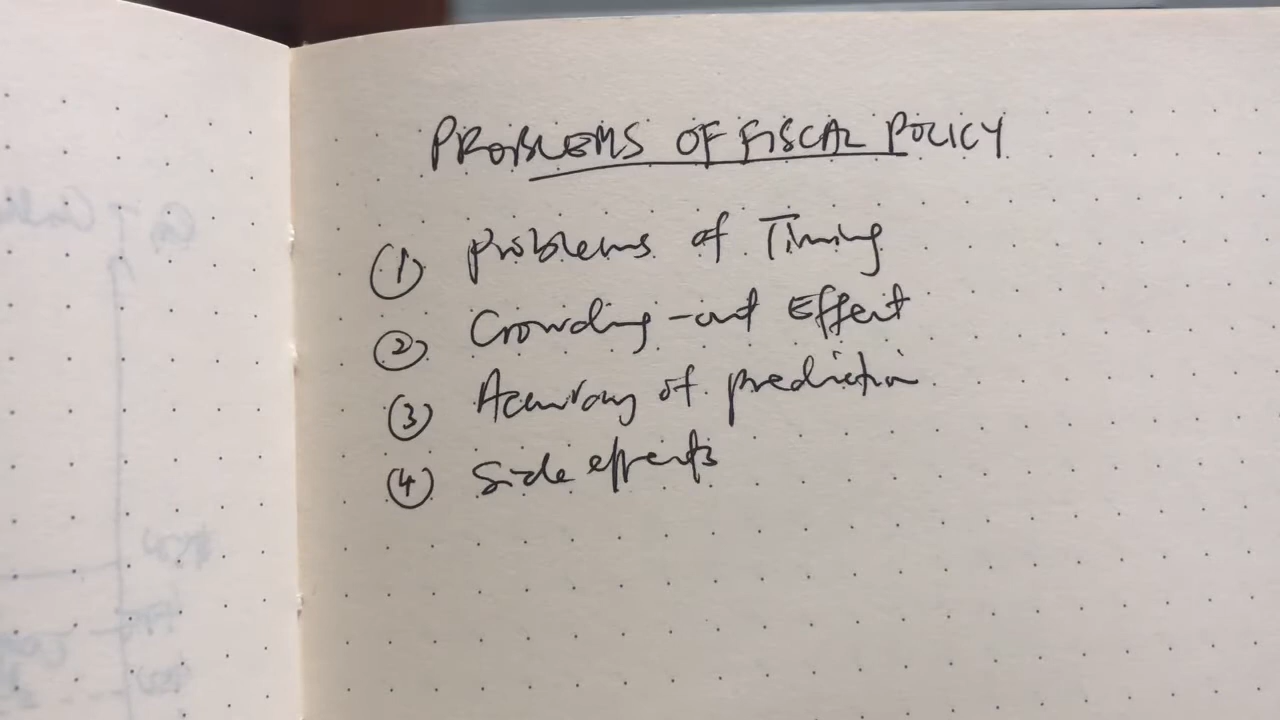 PROBLEMS OF FISCAL POLICY
① Problems of Timing
② Crowding-out Effect
③ Accuracy of prediction
④ Side effects